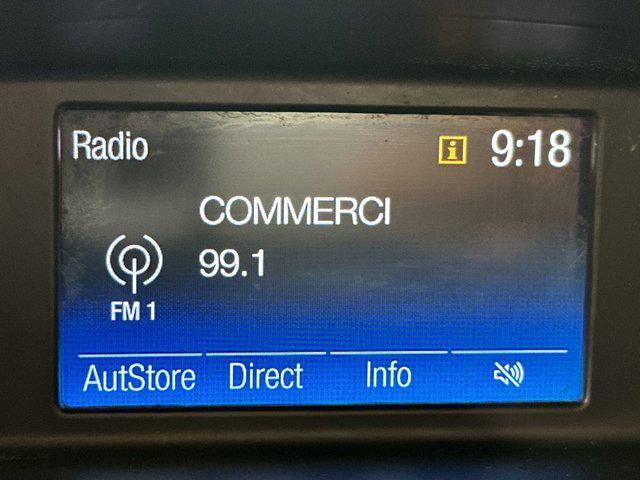 Radio
i 9:18
COMMERCI
99.1
FM 1
AutStore Direct Info